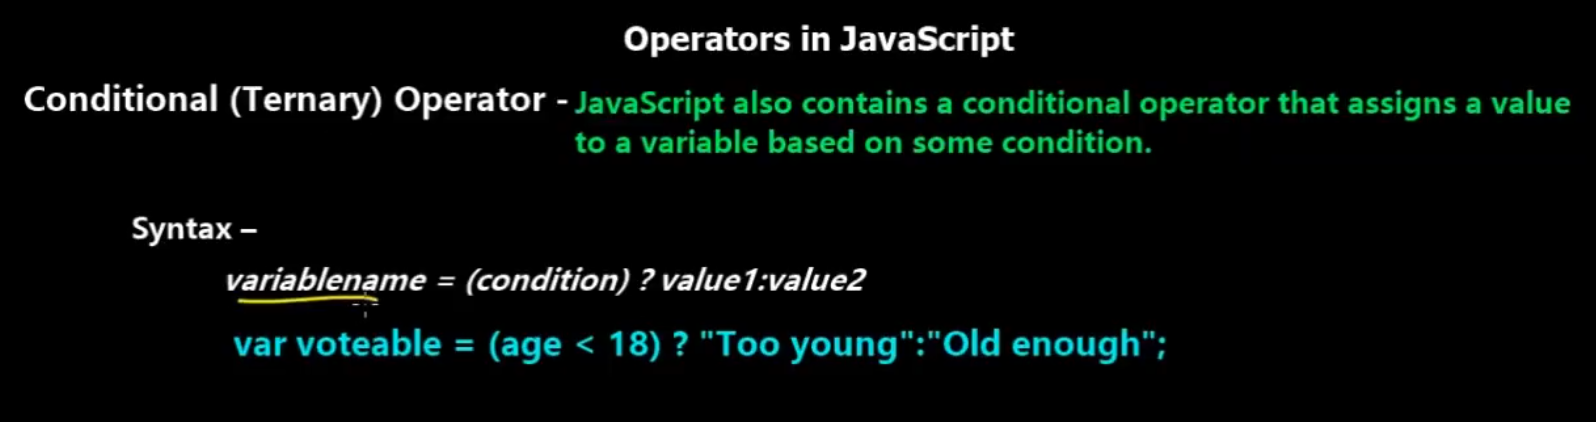 Operators in JavaScript
Conditional (Ternary) Operator - JavaScript also contains a conditional operator that assigns a value
to a variable based on some condition.
Syntax –
variablename = (condition) ? value1:value2
var voteable = (age < 18) ? "Too young":"Old enough";